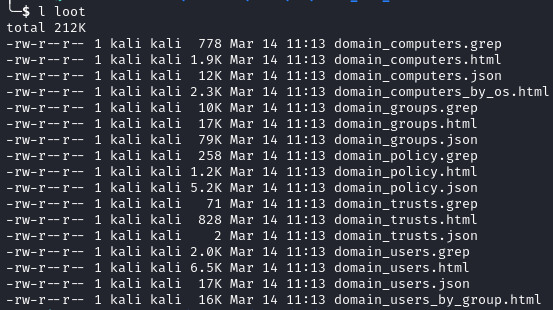 └─$ l loot
total 212K
-rw-r--r-- 1 kali kali  778 Mar 14 11:13 domain_computers.grep
-rw-r--r-- 1 kali kali 1.9K Mar 14 11:13 domain_computers.html
-rw-r--r-- 1 kali kali  12K Mar 14 11:13 domain_computers.json
-rw-r--r-- 1 kali kali 2.3K Mar 14 11:13 domain_computers_by_os.html
-rw-r--r-- 1 kali kali  10K Mar 14 11:13 domain_groups.grep
-rw-r--r-- 1 kali kali  17K Mar 14 11:13 domain_groups.html
-rw-r--r-- 1 kali kali  79K Mar 14 11:13 domain_groups.json
-rw-r--r-- 1 kali kali  258 Mar 14 11:13 domain_policy.grep
-rw-r--r-- 1 kali kali 1.2K Mar 14 11:13 domain_policy.html
-rw-r--r-- 1 kali kali 5.2K Mar 14 11:13 domain_policy.json
-rw-r--r-- 1 kali kali   71 Mar 14 11:13 domain_trusts.grep
-rw-r--r-- 1 kali kali  828 Mar 14 11:13 domain_trusts.html
-rw-r--r-- 1 kali kali    2 Mar 14 11:13 domain_trusts.json
-rw-r--r-- 1 kali kali 2.0K Mar 14 11:13 domain_users.grep
-rw-r--r-- 1 kali kali 6.5K Mar 14 11:13 domain_users.html
-rw-r--r-- 1 kali kali  17K Mar 14 11:13 domain_users.json
-rw-r--r-- 1 kali kali  16K Mar 14 11:13 domain_users_by_group.html